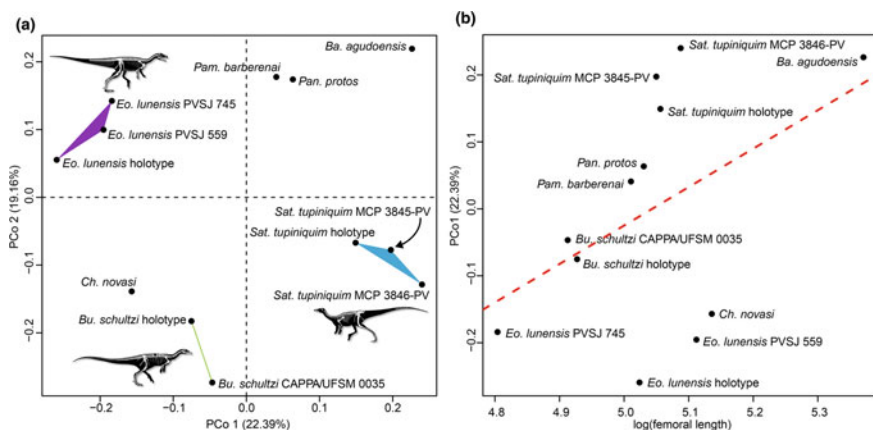 (a)
Ba. agudoensis
Pam. barberenai
Pan. protos
Eo. lunensis PVSJ 745
Eo. lunensis PVSJ 559
Eo. lunensis holotype
Sat. tupiniquim
MCP 3845-PV
Sat. tupiniquim holotype
Sat. tupiniquim MCP 3846-PV
Ch. novasi
Bu. schultzi holotype
Bu. schultzi CAPPA/UFSM 0035
PCo 2 (19.16%)
0.2
0.1
0.0
−0.1
−0.2
−0.2
−0.1
0.0
0.1
0.2
PCo 1 (22.39%)
(b)
Sat. tupiniquim MCP 3846-PV
Ba. agudoensis
Sat. tupiniquim MCP 3845-PV
Sat. tupiniquim holotype
Pan. protos
Pam. barberenai
Bu. schultzi CAPPA/UFSM 0035
Bu. schultzi holotype
Ch. novasi
Eo. lunensis PVSJ 745
Eo. lunensis PVSJ 559
Eo. lunensis holotype
PCo1 (22.39%)
0.2
0.1
0.0
−0.1
−0.2
4.8
4.9
5.0
5.1
5.2
5.3
log(femoral length)